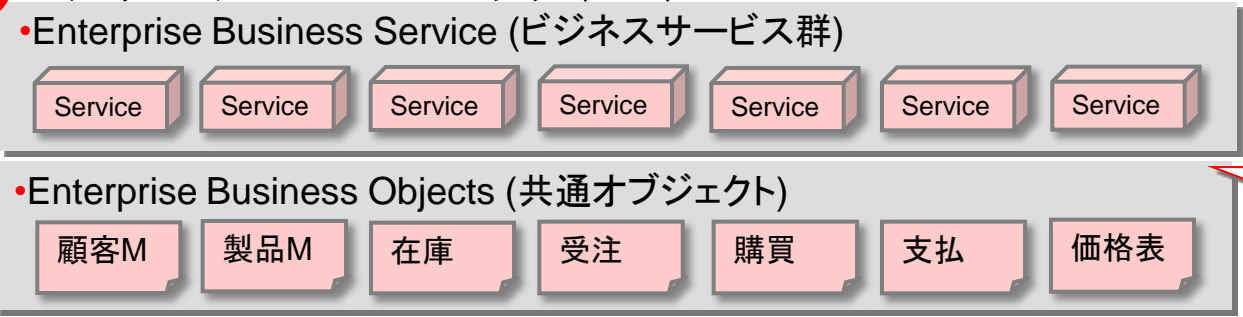 •Enterprise Business Service (ビジネスサービス群)
Service Service Service Service Service Service Service
•Enterprise Business Objects (共通オブジェクト)
顧客M 製品M 在庫 受注 購買 支払 価格表